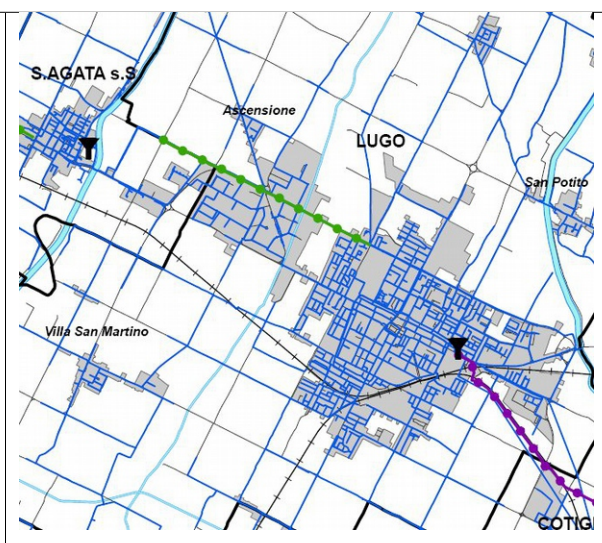 S.AGATA s.S
Ascensione
LUGO
San Potito
Villa San Martino
COTIG